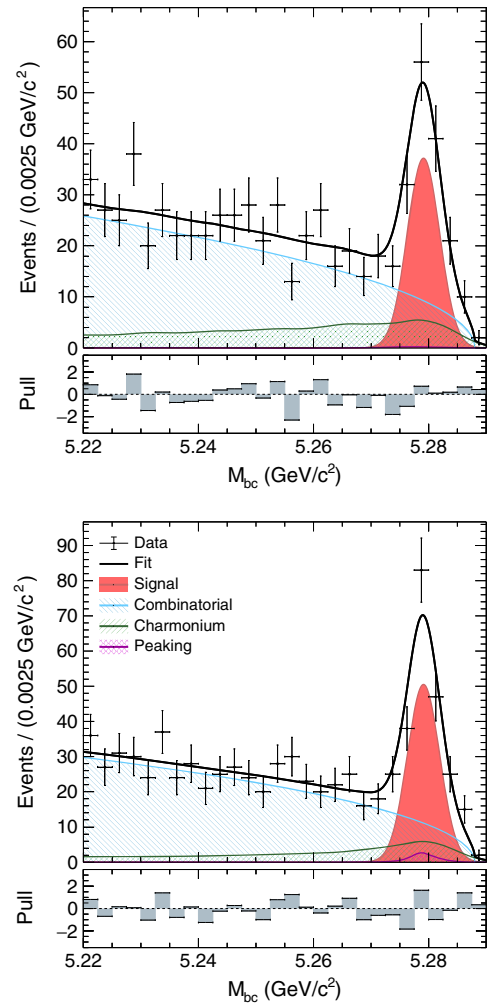 60
50
40
30
20
10
0
Events / (0.0025 GeV/c²)
2
0
−2
Pull
5.22 5.24 5.26 5.28
M_bc (GeV/c²)
90
80
70
60
50
40
30
20
10
0
Events / (0.0025 GeV/c²)
Data
Fit
Signal
Combinatorial
Charmonium
Peaking
2
0
−2
Pull
5.22 5.24 5.26 5.28
M_bc (GeV/c²)